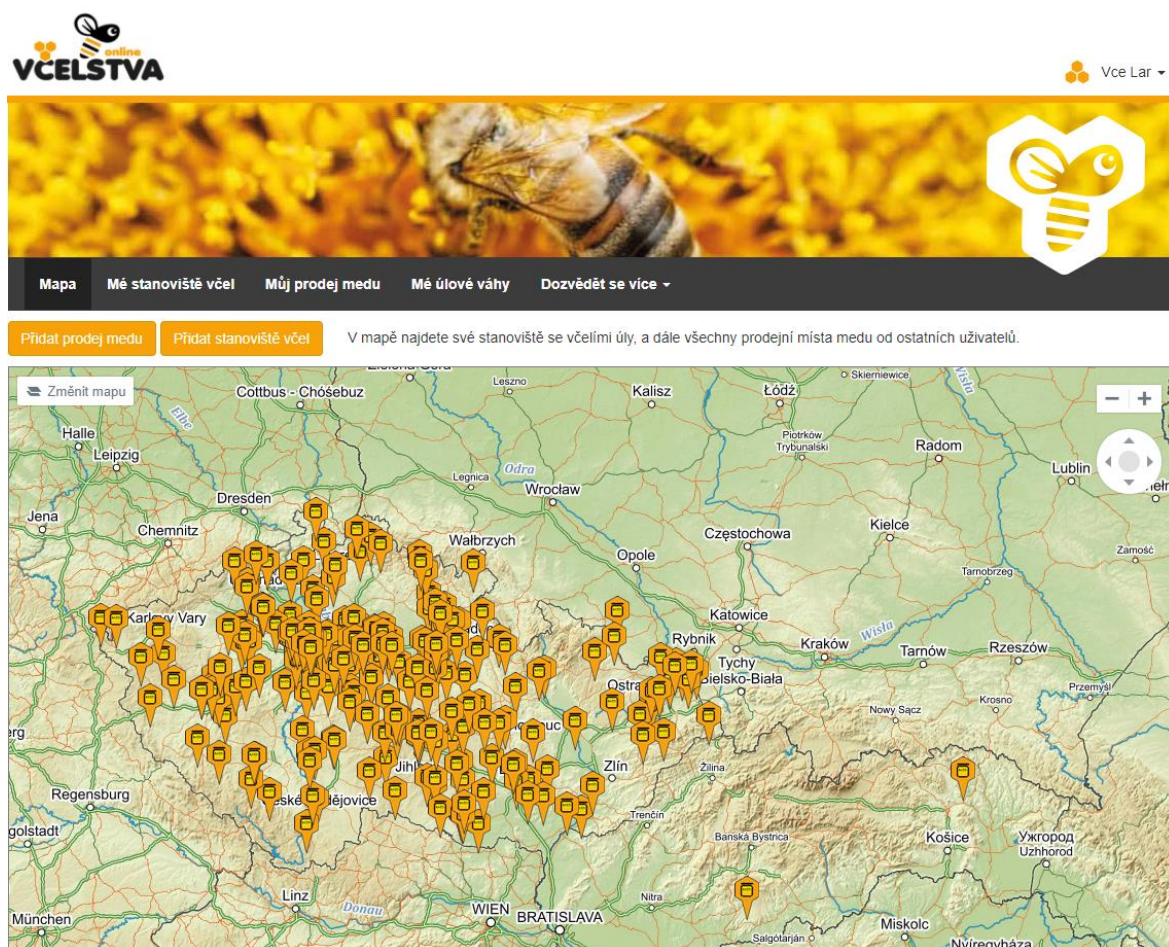 online
VČELSTVA
Vce Lar
Mapa
Mé stanoviště včel
Můj prodej medu
Mé úlové váhy
Dozvědět se více
Přidat prodej medu
Přidat stanoviště včel
V mapě najdete své stanoviště se včelími úly, a dále všechny prodejní místa medu od ostatních uživatelů.
Změnit mapu
Cottbus - Chóśebuz
Leszno
Kalisz
Łódź
Skierniewice
Wisła
Elbe
Halle
Leipzig
Piotrków
Trybunalski
Radom
Lublin
Legnica
Odra
Wrocław
Dresden
Jena
Chemnitz
Wałbrzych
Częstochowa
Kielce
Opole
Zamość
Tarnobrzeg
Karlovy Vary
Katowice
Rybnik
Kraków
Wisła
Tarnów
Rzeszów
Tychy
Bielsko-Biała
Przemyśl
Nowy Sącz
Krosno
Zlín
Žilina
Regensburg
Trenčín
Banská Bystrica
Košice
Ужгород
Uzhhorod
Linz
Donau
WIEN
BRATISLAVA
Nitra
München
Salgótarján
Miskolc
Nyíregyháza